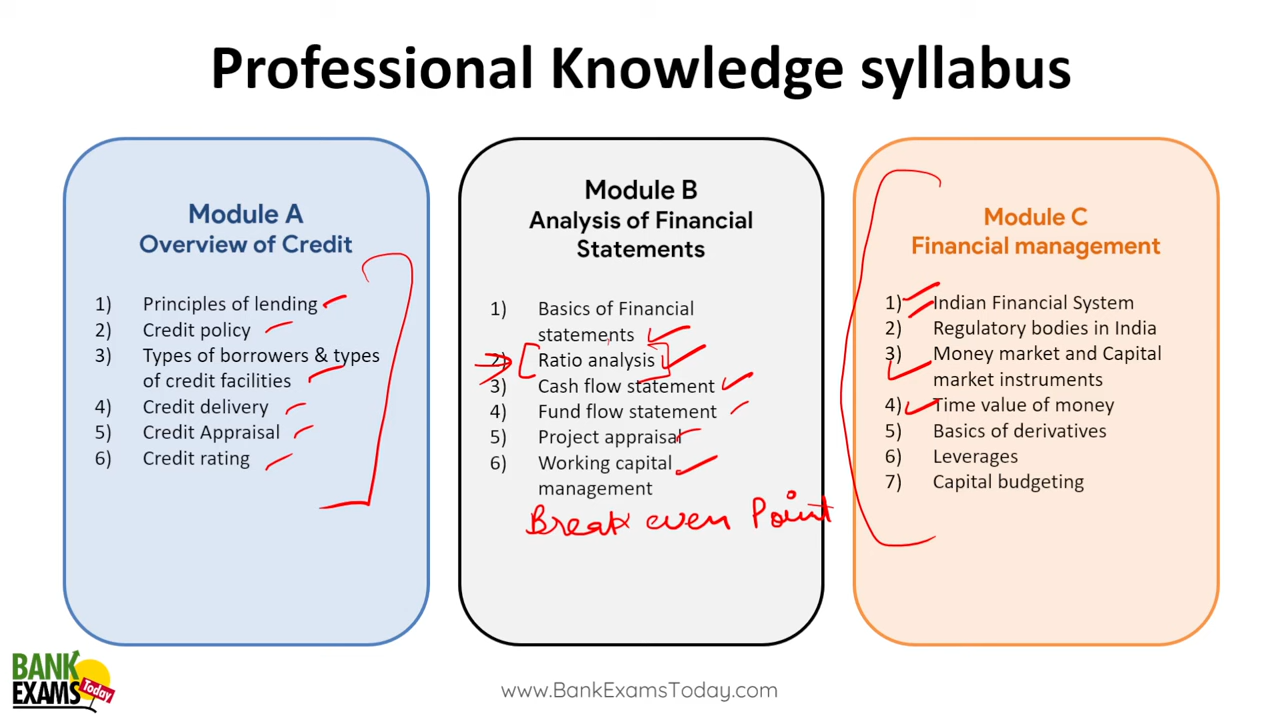 Professional Knowledge syllabus
Module A
Overview of Credit
1) Principles of lending
2) Credit policy
3) Types of borrowers & types
of credit facilities
4) Credit delivery
5) Credit Appraisal
6) Credit rating
Module B
Analysis of Financial
Statements
1) Basics of Financial
statements
2) Ratio analysis
3) Cash flow statement
4) Fund flow statement
5) Project appraisal
6) Working capital
management
Break even Point
Module C
Financial management
1) Indian Financial System
2) Regulatory bodies in India
3) Money market and Capital
market instruments
4) Time value of money
5) Basics of derivatives
6) Leverages
7) Capital budgeting
BANK
EXAMS Today
www.BankExamsToday.com